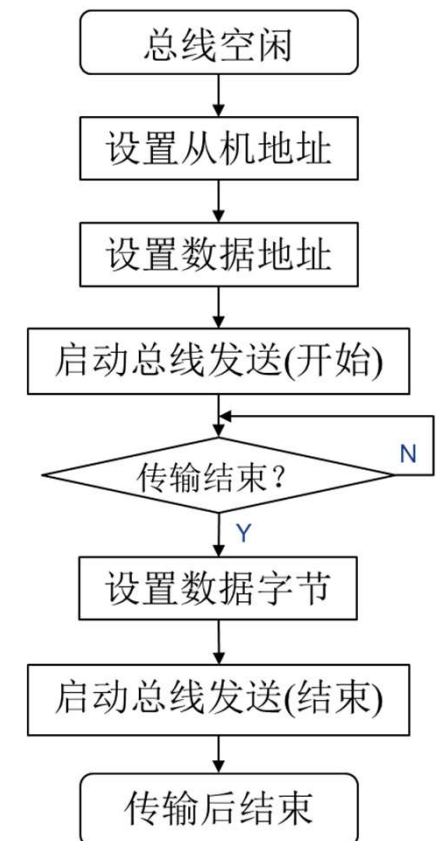 总线空闲
设置从机地址
设置数据地址
启动总线发送(开始)
传输结束?
N
Y
设置数据字节
启动总线发送(结束)
传输后结束